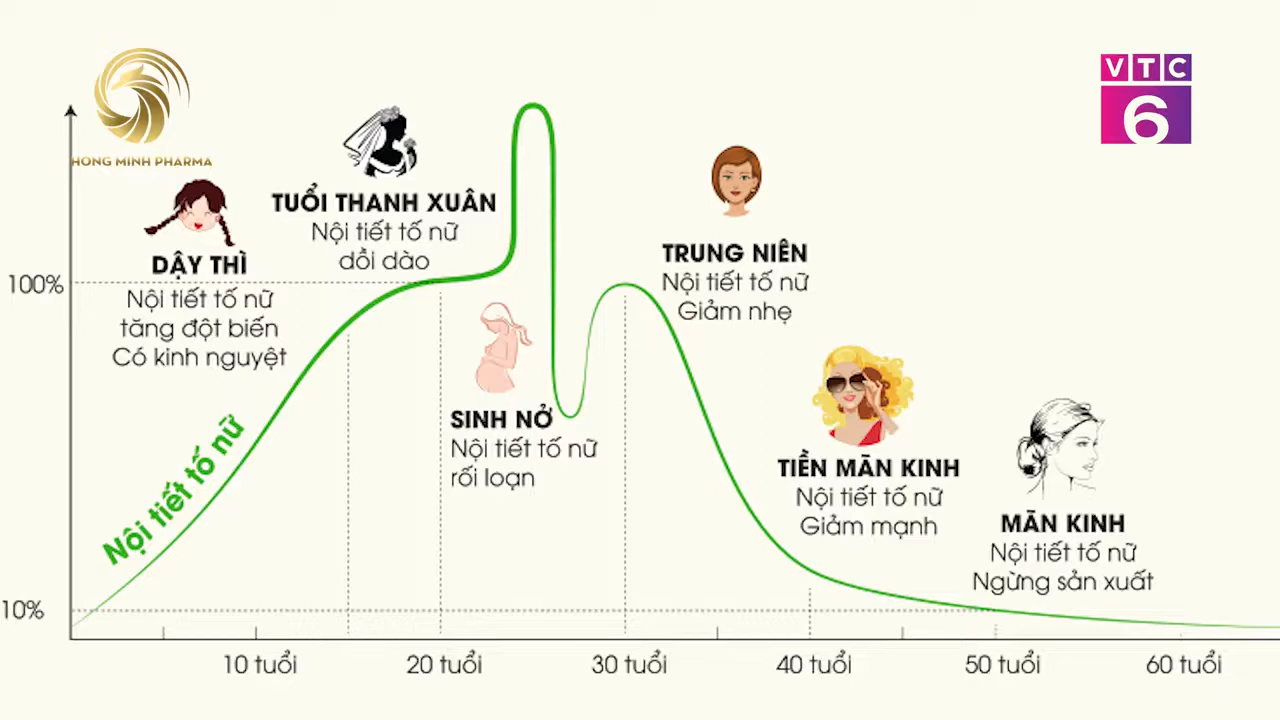 HONG MINH PHARMA
VTC
6
DẬY THÌ
Nội tiết tố nữ
tăng đột biến
Có kinh nguyệt
TUỔI THANH XUÂN
Nội tiết tố nữ
dồi dào
SINH NỞ
Nội tiết tố nữ
rối loạn
TRUNG NIÊN
Nội tiết tố nữ
Giảm nhẹ
TIỀN MÃN KINH
Nội tiết tố nữ
Giảm mạnh
MÃN KINH
Nội tiết tố nữ
Ngừng sản xuất
Nội tiết tố nữ
100%
10%
10 tuổi
20 tuổi
30 tuổi
40 tuổi
50 tuổi
60 tuổi